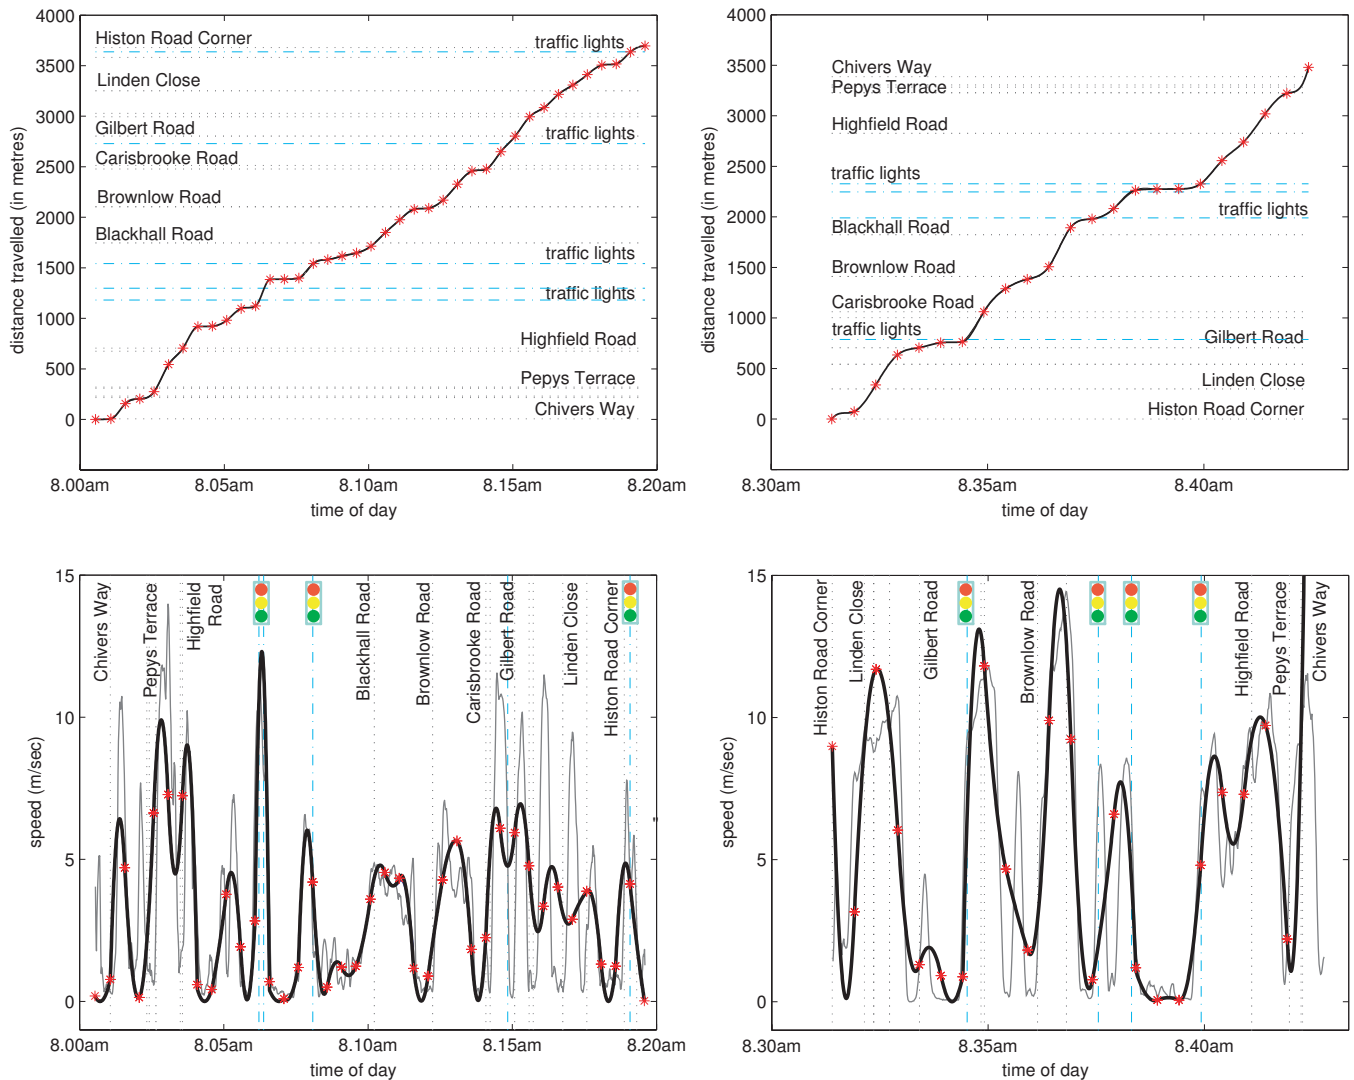 4000
3500
3000
2500
2000
1500
1000
500
0
distance travelled (in metres)
Histon Road Corner
traffic lights
Linden Close
Gilbert Road
traffic lights
Carisbrooke Road
Brownlow Road
Blackhall Road
traffic lights
traffic lights
Highfield Road
Pepys Terrace
Chivers Way
8.00am
8.05am
8.10am
8.15am
8.20am
time of day
4000
3500
3000
2500
2000
1500
1000
500
0
distance travelled (in metres)
Chivers Way
Pepys Terrace
Highfield Road
traffic lights
traffic lights
Blackhall Road
Brownlow Road
Carisbrooke Road
traffic lights
Gilbert Road
Linden Close
Histon Road Corner
8.30am
8.35am
8.40am
time of day
15
10
5
0
speed (m/sec)
Chivers Way
Pepys Terrace
Highfield
Road
Blackhall Road
Brownlow Road
Carisbrooke Road
Gilbert Road
Linden Close
Histon Road Corner
8.00am
8.05am
8.10am
8.15am
8.20am
time of day
15
10
5
0
speed (m/sec)
Histon Road Corner
Linden Close
Gilbert Road
Brownlow Road
Highfield Road
Pepys Terrace
Chivers Way
8.30am
8.35am
8.40am
time of day